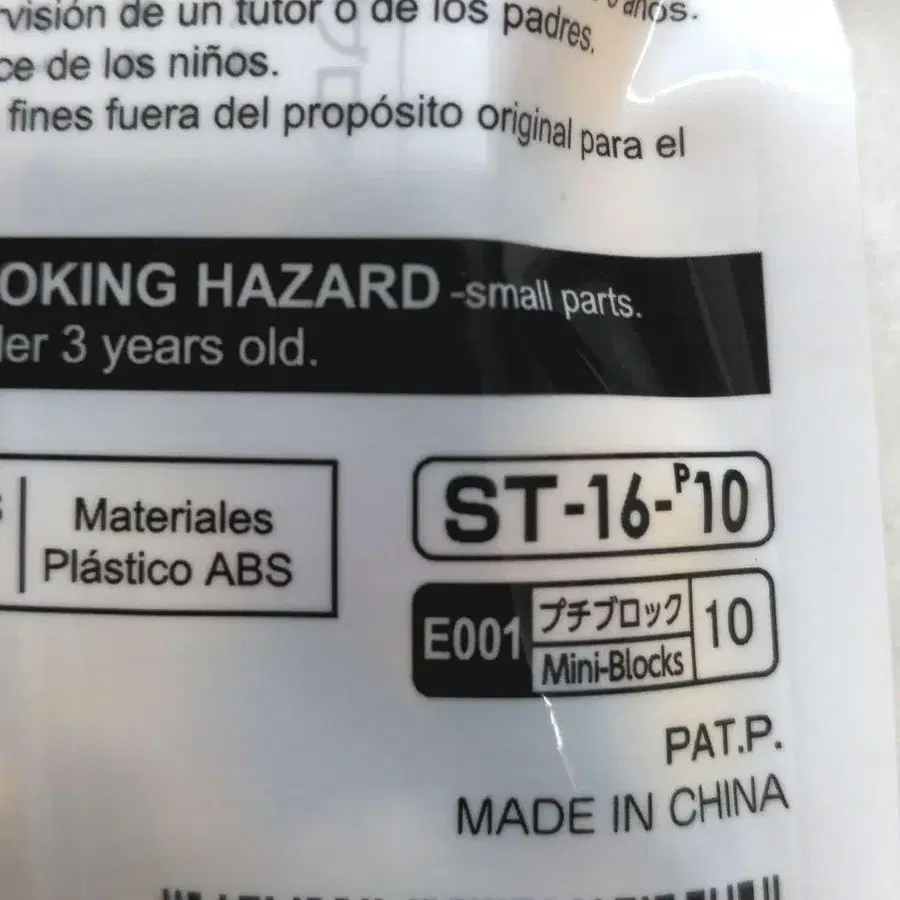 visión de un tutor o de los padres.
años.
ce de los niños.
fines fuera del propósito original para el
OKING HAZARD -small parts.
der 3 years old.
Materiales
Plástico ABS
ST-16-P10
E001
プチブロック
Mini-Blocks
10
PAT.P.
MADE IN CHINA